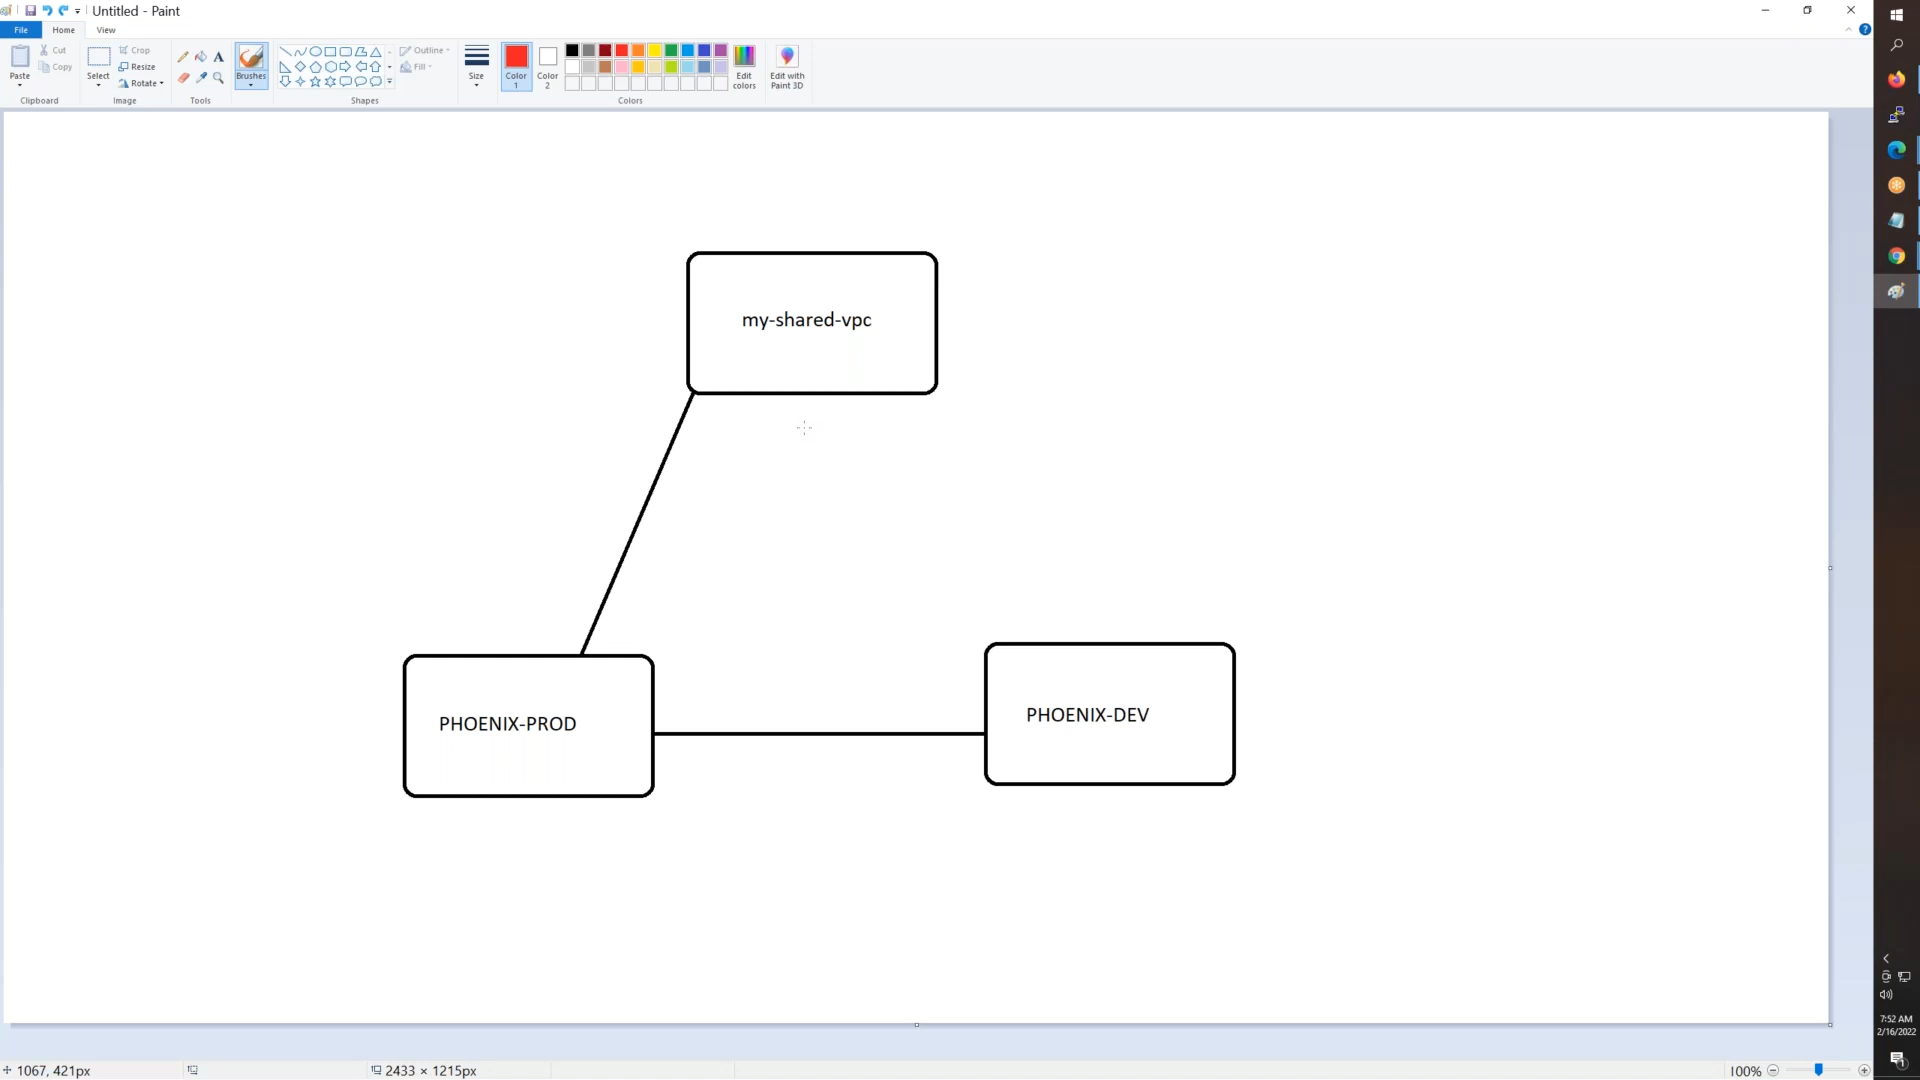 Untitled - Paint
File Home View
Paste
Cut
Copy
Clipboard
Select
Crop
Resize
Rotate
Image
A
Tools
Brushes
Outline
Fill
Shapes
Size
Color 1
Color 2
Edit colors
Edit with Paint 3D
Colors
my-shared-vpc
PHOENIX-PROD
PHOENIX-DEV
7:52 AM
2/16/2022
1067, 421px
2433 × 1215px
100%